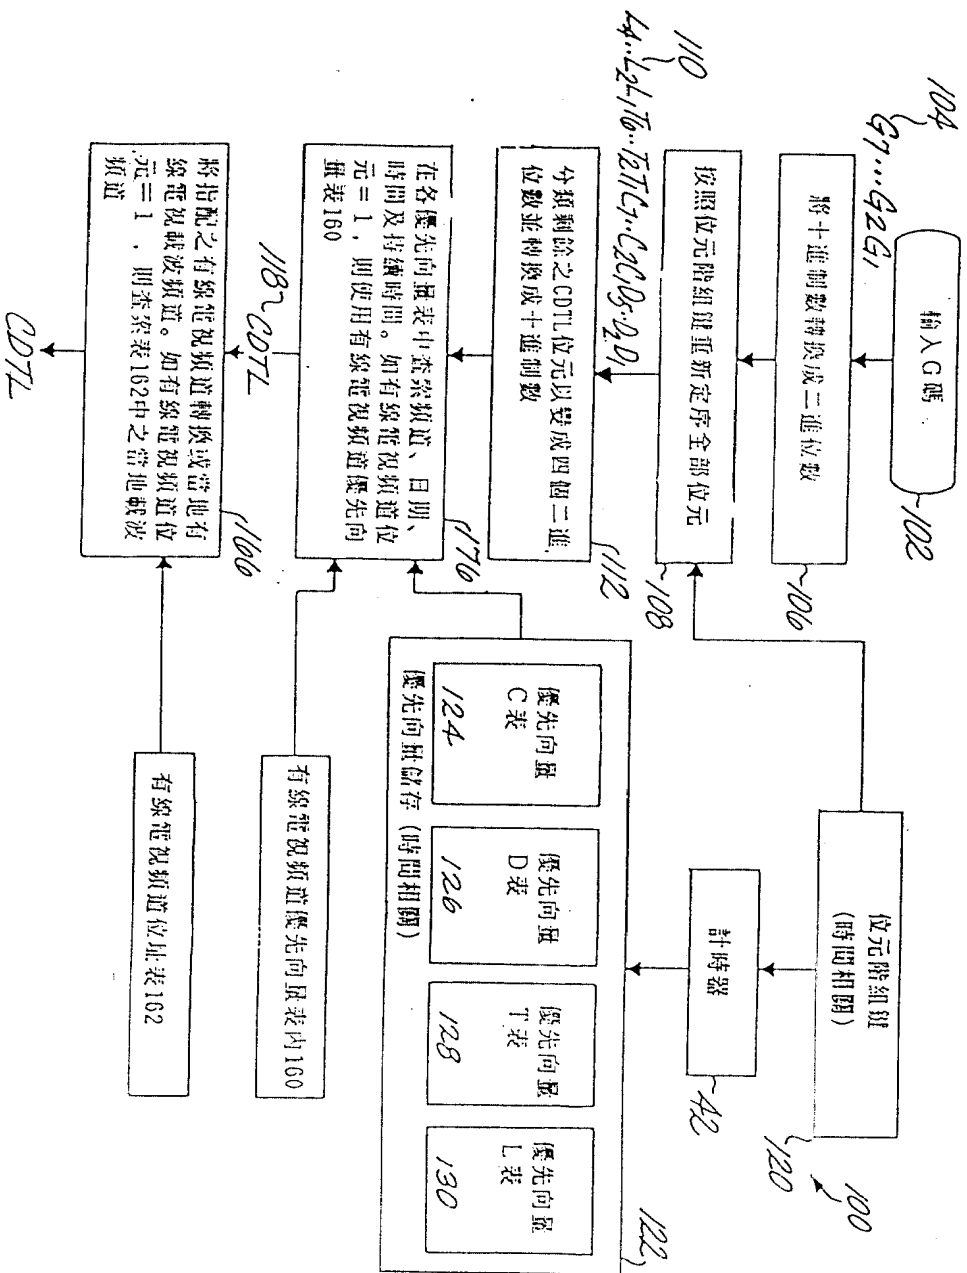 104
G7...G2G1
輸入G碼
102
將十進制數轉換成二進位數
106
按照位元階組
重新定序全部位元
108
110
L4..L2L1T6..T2T1C7..C2C1D5..D2D1
分類剩餘之CDTL位元以變成四個二進
位數並轉換成十進制數
112
在各優先向量表中查索頻道、日期、
時間及持續時間。如有線電視頻道位
元=1，則使用有線電視頻道優先向
量表160
176
118~CDTL
將指配之有線電視頻道轉換或當地有
線電視載波頻道。如有線電視頻道位
元=1，則查索表162中之當地載波
頻道
166
CDTL
位元階組
(時間相關)
120
100
計時器
42
122
優先向量
C表
124
優先向量
D表
126
優先向量
T表
128
優先向量
L表
130
優先向量儲存(時間相關)
有線電視頻道優先向量表內160
有線電視頻道位址表162